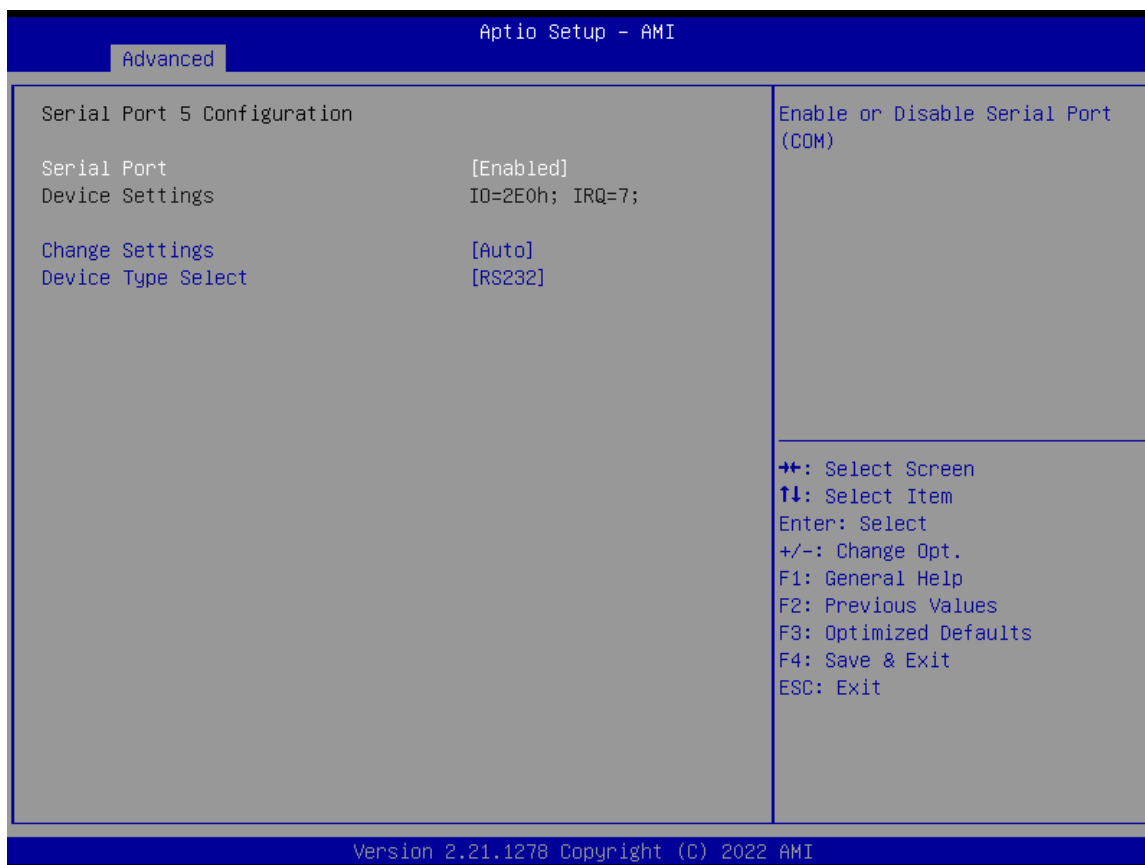 Aptio Setup – AMI
Advanced
Serial Port 5 Configuration
Serial Port [Enabled]
Device Settings IO=2E0h; IRQ=7;
Change Settings [Auto]
Device Type Select [RS232]
Enable or Disable Serial Port
(COM)
→←: Select Screen
↑↓: Select Item
Enter: Select
+/-: Change Opt.
F1: General Help
F2: Previous Values
F3: Optimized Defaults
F4: Save & Exit
ESC: Exit
Version 2.21.1278 Copyright (C) 2022 AMI